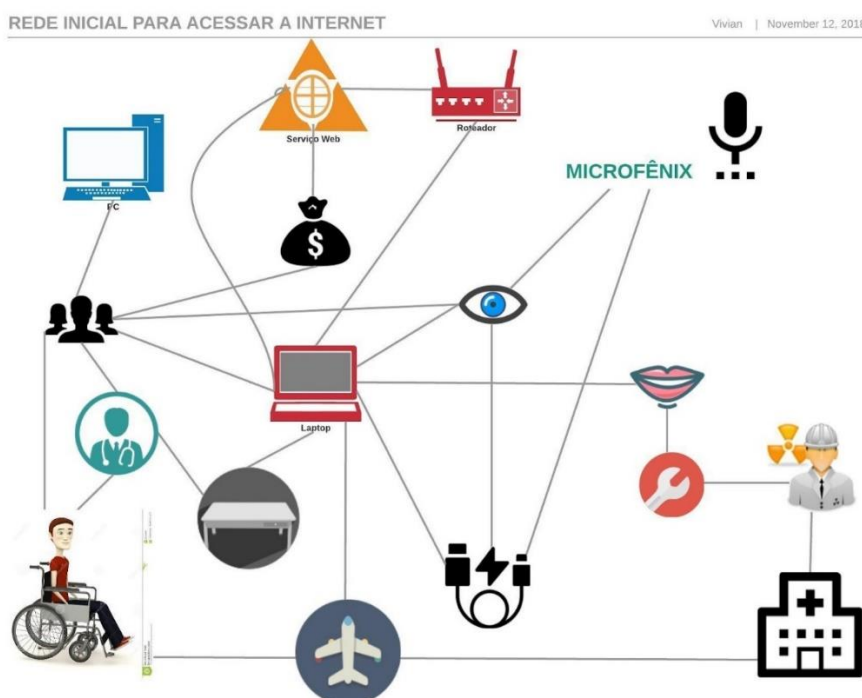 REDE INICIAL PARA ACESSAR A INTERNET
Vivian | November 12, 2018
Serviço Web
Roteador
MICROFÊNIX
PC
$
Laptop